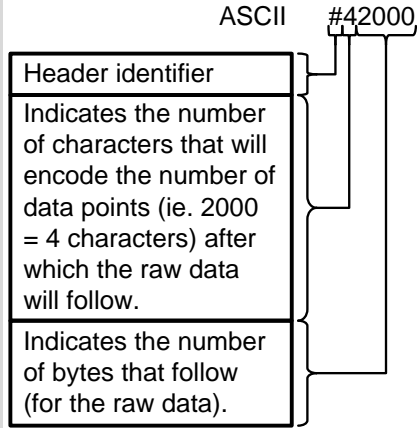 ASCII #42000
Header identifier
Indicates the number
of characters that will
encode the number of
data points (ie. 2000
= 4 characters) after
which the raw data
will follow.
Indicates the number
of bytes that follow
(for the raw data).